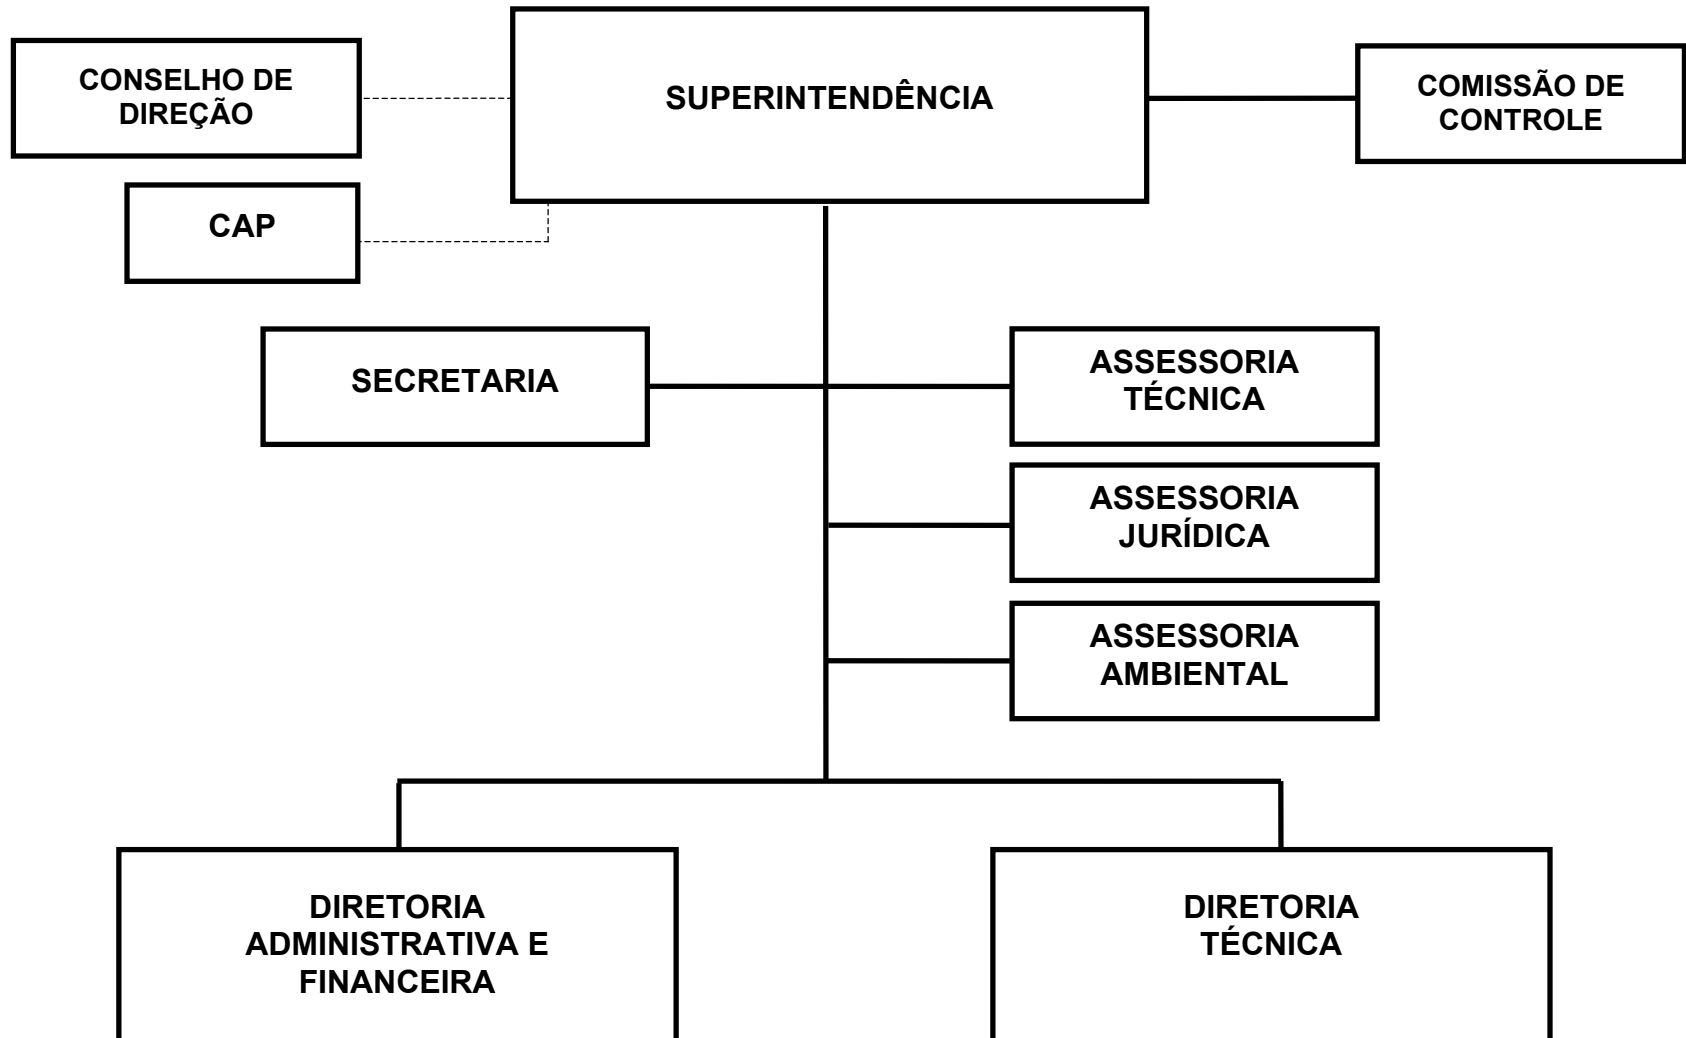 CONSELHO DE
DIREÇÃO
SUPERINTENDÊNCIA
COMISSÃO DE
CONTROLE
CAP
SECRETARIA
ASSESSORIA
TÉCNICA
ASSESSORIA
JURÍDICA
ASSESSORIA
AMBIENTAL
DIRETORIA
ADMINISTRATIVA E
FINANCEIRA
DIRETORIA
TÉCNICA